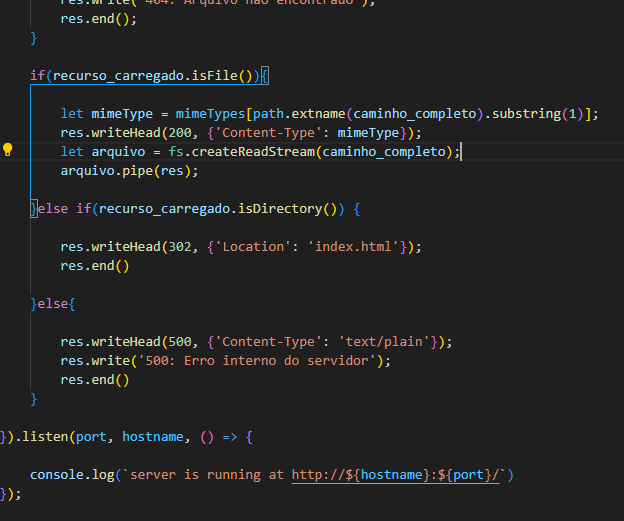 res.write('404: Arquivo não encontrado');
res.end();
}
if(recurso_carregado.isFile()){
let mimeType = mimeTypes[path.extname(caminho_completo).substring(1)];
res.writeHead(200, {'Content-Type': mimeType});
let arquivo = fs.createReadStream(caminho_completo);
arquivo.pipe(res);
}else if(recurso_carregado.isDirectory()) {
res.writeHead(302, {'Location': 'index.html'});
res.end()
}else{
res.writeHead(500, {'Content-Type': 'text/plain'});
res.write('500: Erro interno do servidor');
res.end()
}
}).listen(port, hostname, () => {
console.log(`server is running at http://${hostname}:${port}/`)
});